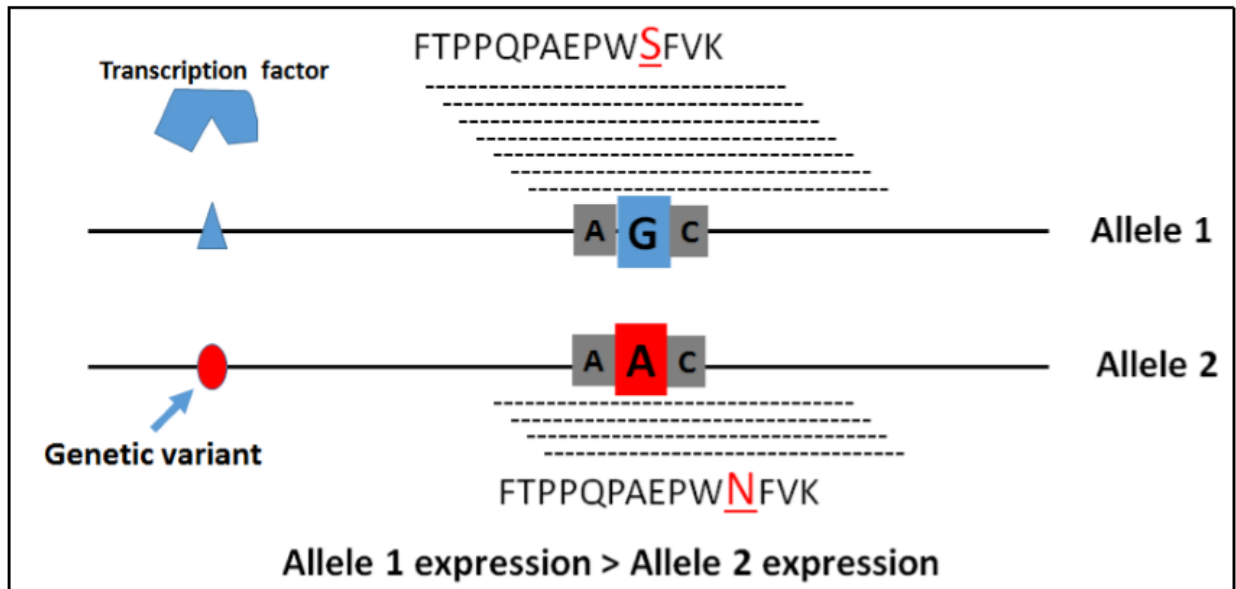 FTPPQPAEPWSFVK
Transcription factor
A G C
Allele 1
A A C
Allele 2
Genetic variant
FTPPQPAEPWNFVK
Allele 1 expression > Allele 2 expression